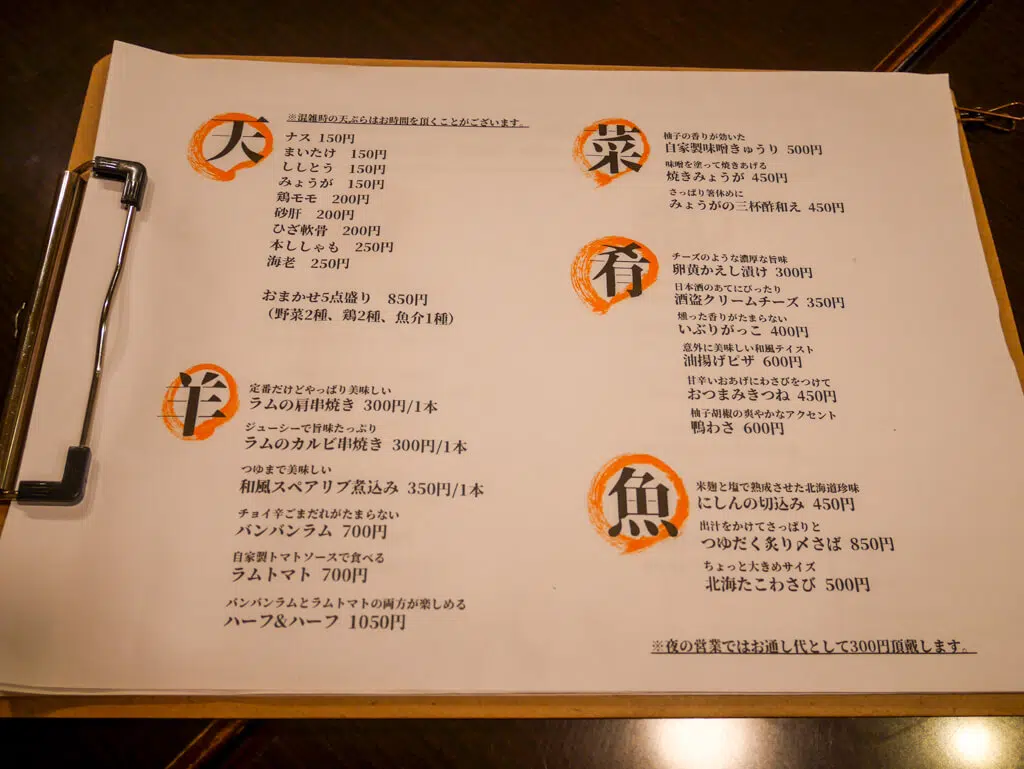 天
※混雑時の天ぷらはお時間を頂くことがございます。
ナス 150円
まいたけ 150円
ししとう 150円
みょうが 150円
鶏モモ 200円
砂肝 200円
ひざ軟骨 200円
本ししゃも 250円
海老 250円
おまかせ5点盛り 850円
（野菜2種、鶏2種、魚介1種）
羊
定番だけどやっぱり美味しい
ラムの肩串焼き 300円/1本
ジューシーで旨味たっぷり
ラムのカルビ串焼き 300円/1本
つゆまで美味しい
和風スペアリブ煮込み 350円/1本
チョイ辛ごまだれがたまらない
バンバンラム 700円
自家製トマトソースで食べる
ラムトマト 700円
バンバンラムとラムトマトの両方が楽しめる
ハーフ&ハーフ 1050円
菜
柚子の香りが効いた
自家製味噌きゅうり 500円
味噌を塗って焼きあげる
焼きみょうが 450円
さっぱり箸休めに
みょうがの三杯酢和え 450円
肴
チーズのような濃厚な旨味
卵黄かえし漬け 300円
日本酒のあてにぴったり
酒盗クリームチーズ 350円
燻った香りがたまらない
いぶりがっこ 400円
意外に美味しい和風テイスト
油揚げピザ 600円
甘辛いおあげにわさびをつけて
おつまみきつね 450円
柚子胡椒の爽やかなアクセント
鴨わさ 600円
魚
米麹と塩で熟成させた北海道珍味
にしんの切込み 450円
出汁をかけてさっぱりと
つゆだく炙り〆さば 850円
ちょっと大きめサイズ
北海たこわさび 500円
※夜の営業ではお通し代として300円頂戴します。